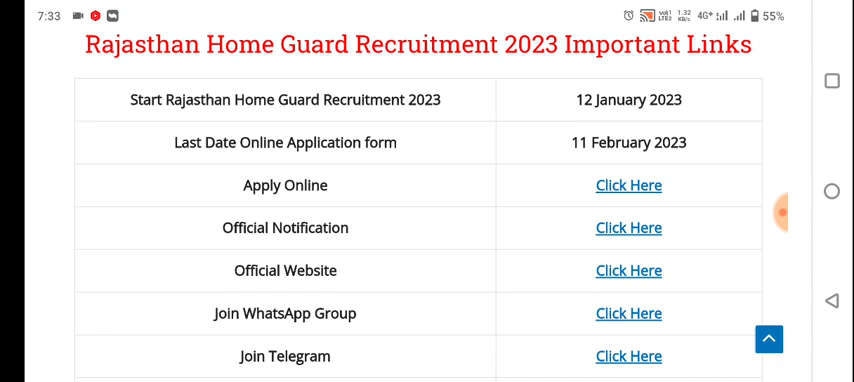 7:33 Vo1 LTE2 1.32 KB/s 4G+ 55%
Rajasthan Home Guard Recruitment 2023 Important Links
Start Rajasthan Home Guard Recruitment 2023 12 January 2023
Last Date Online Application form 11 February 2023
Apply Online Click Here
Official Notification Click Here
Official Website Click Here
Join WhatsApp Group Click Here
Join Telegram Click Here